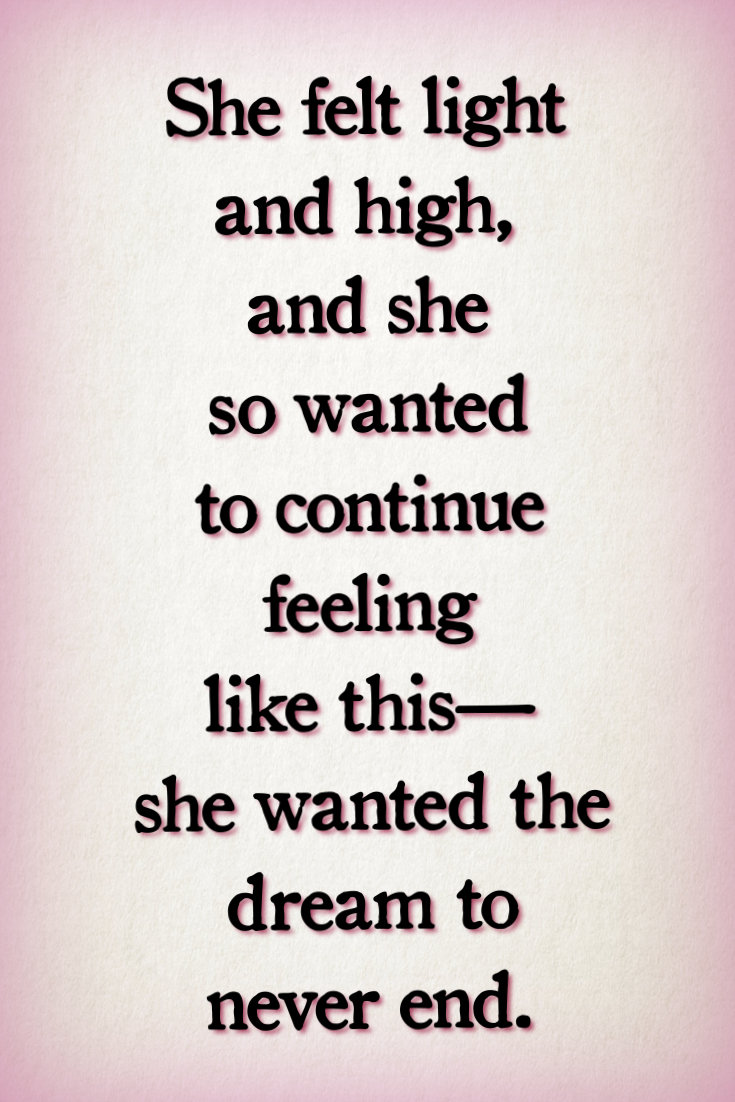 She felt light
and high,
and she
so wanted
to continue
feeling
like this—
she wanted the
dream to
never end.